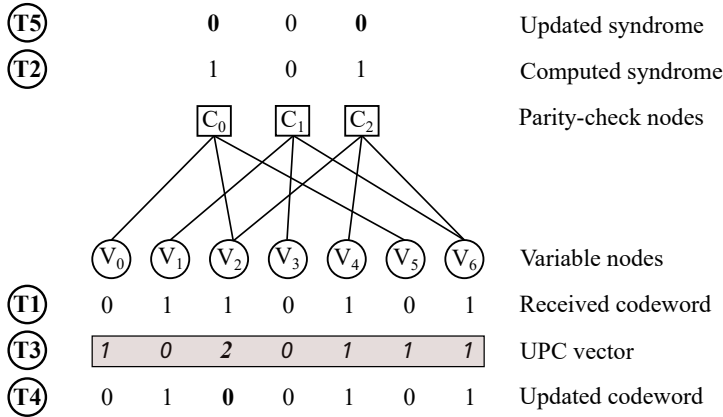 T5 0 0 0 Updated syndrome
T2 1 0 1 Computed syndrome
C0 C1 C2 Parity-check nodes
V0 V1 V2 V3 V4 V5 V6 Variable nodes
T1 0 1 1 0 1 0 1 Received codeword
T3 1 0 2 0 1 1 1 UPC vector
T4 0 1 0 0 1 0 1 Updated codeword